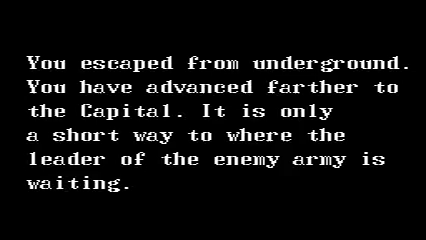 You escaped from underground.
You have advanced farther to
the Capital. It is only
a short way to where the
leader of the enemy army is
waiting.